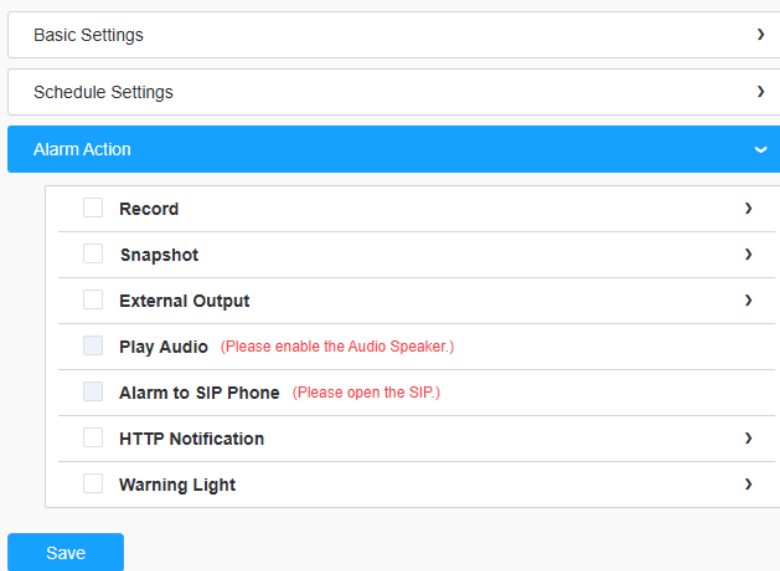 Basic Settings
Schedule Settings
Alarm Action
Record
Snapshot
External Output
Play Audio (Please enable the Audio Speaker.)
Alarm to SIP Phone (Please open the SIP.)
HTTP Notification
Warning Light
Save